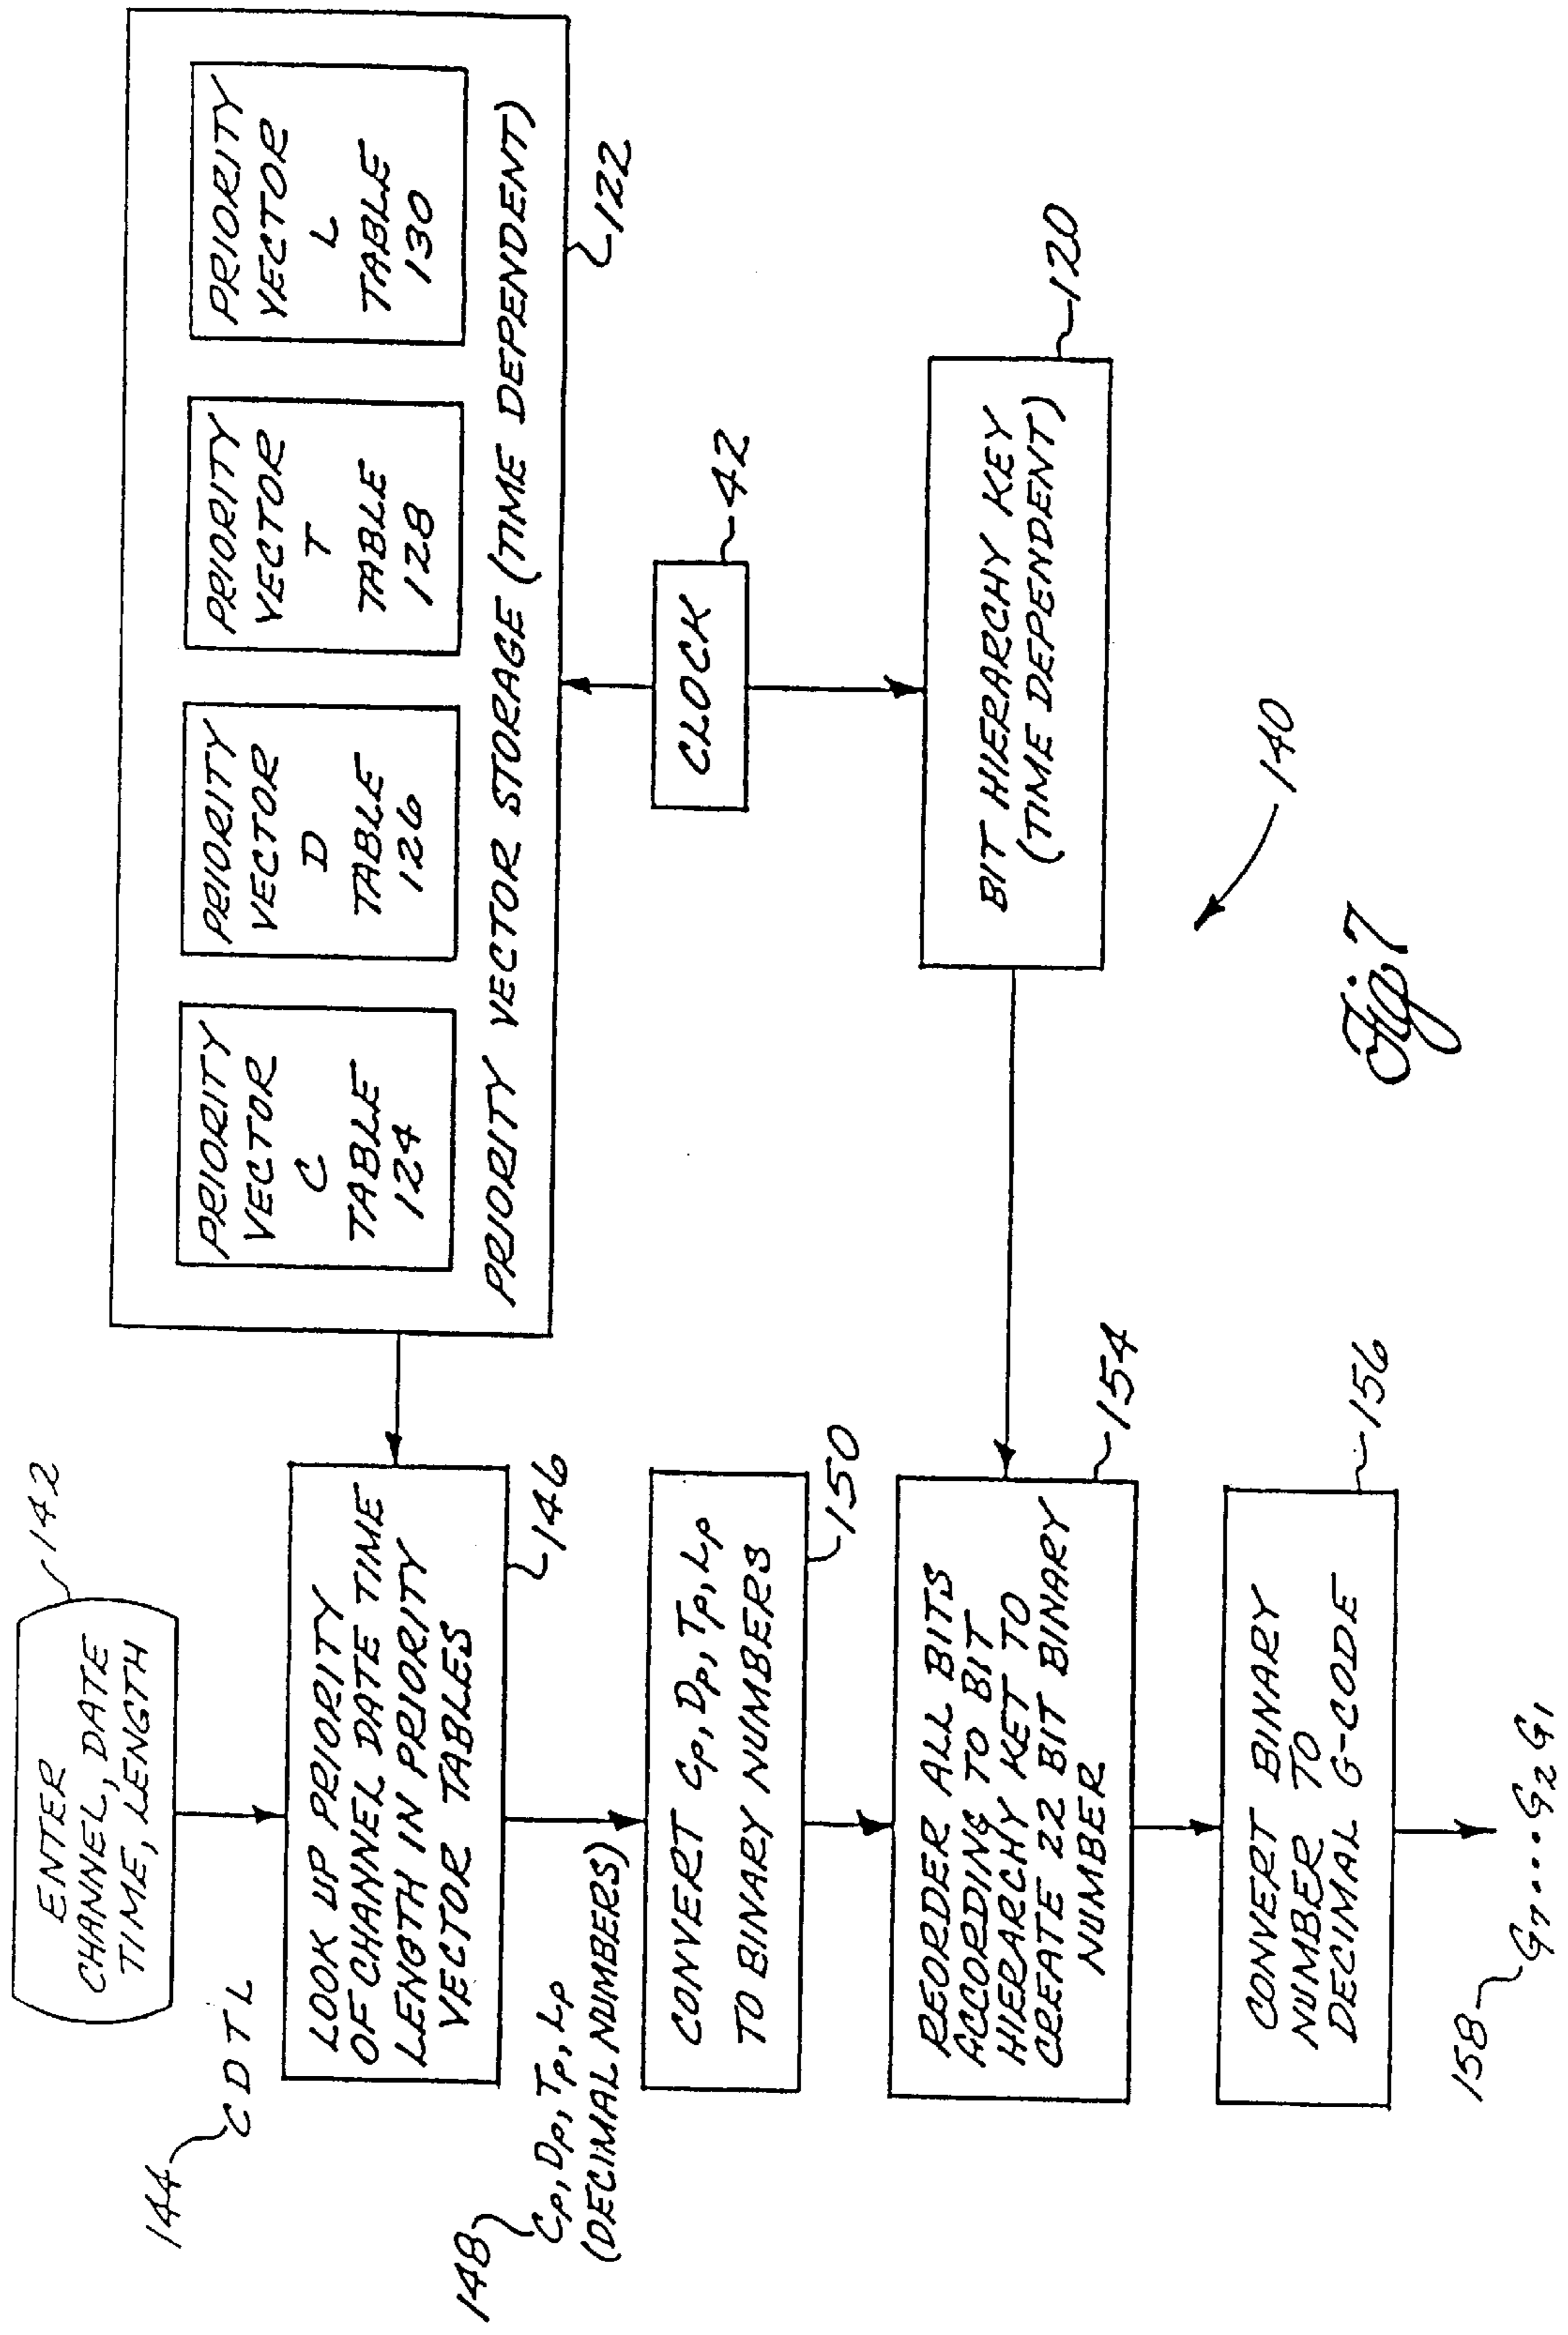 ENTER
CHANNEL, DATE
TIME, LENGTH
142
144
C D T L
LOOK UP PRIORITY
OF CHANNEL DATE TIME
LENGTH IN PRIORITY
VECTOR TABLES
146
148
Cp, Dp, Tp, Lp
(DECIMAL NUMBERS)
CONVERT Cp, Dp, Tp, Lp
TO BINARY NUMBERS
150
REORDER ALL BITS
ACCORDING TO BIT
HIERARCHY KET TO
CREATE 22 BIT BINARY
NUMBER
154
CONVERT BINARY
NUMBER TO
DECIMAL G-CODE
156
158
G7....G2 G1
PRIORITY
VECTOR
C
TABLE
124
PRIORITY
VECTOR
D
TABLE
126
PRIORITY
VECTOR
T
TABLE
128
PRIORITY
VECTOR
L
TABLE
130
PRIORITY VECTOR STORAGE (TIME DEPENDENT)
122
CLOCK
42
BIT HIERARCHY KEY
(TIME DEPENDENT)
120
140
Fig. 7